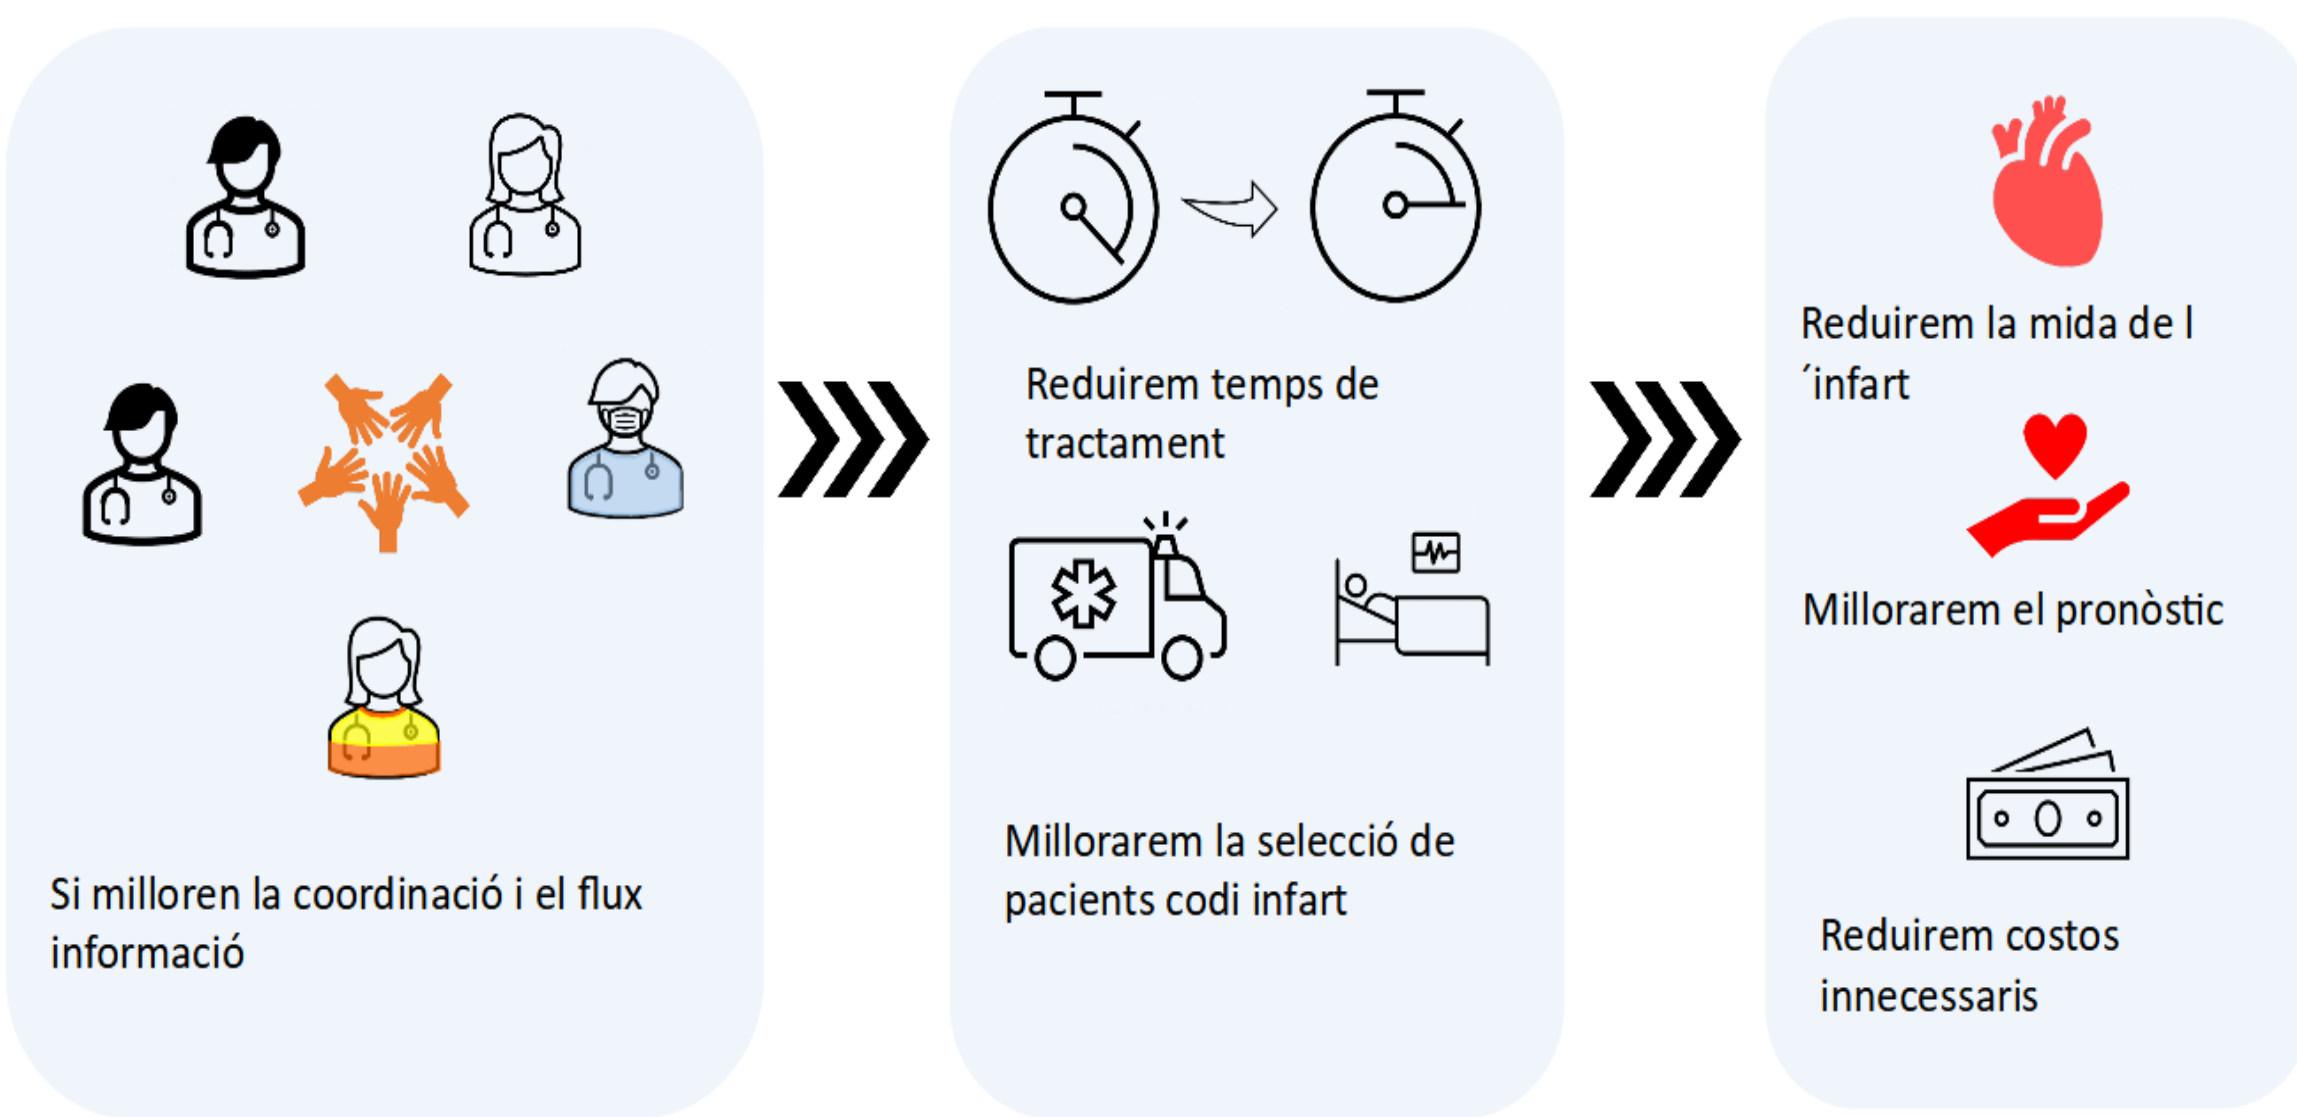 Si milloren la coordinació i el flux
informació
Reduirem temps de
tractament
Millorarem la selecció de
pacients codi infart
Reduirem la mida de l
´infart
Millorarem el pronòstic
Reduirem costos
innecessaris